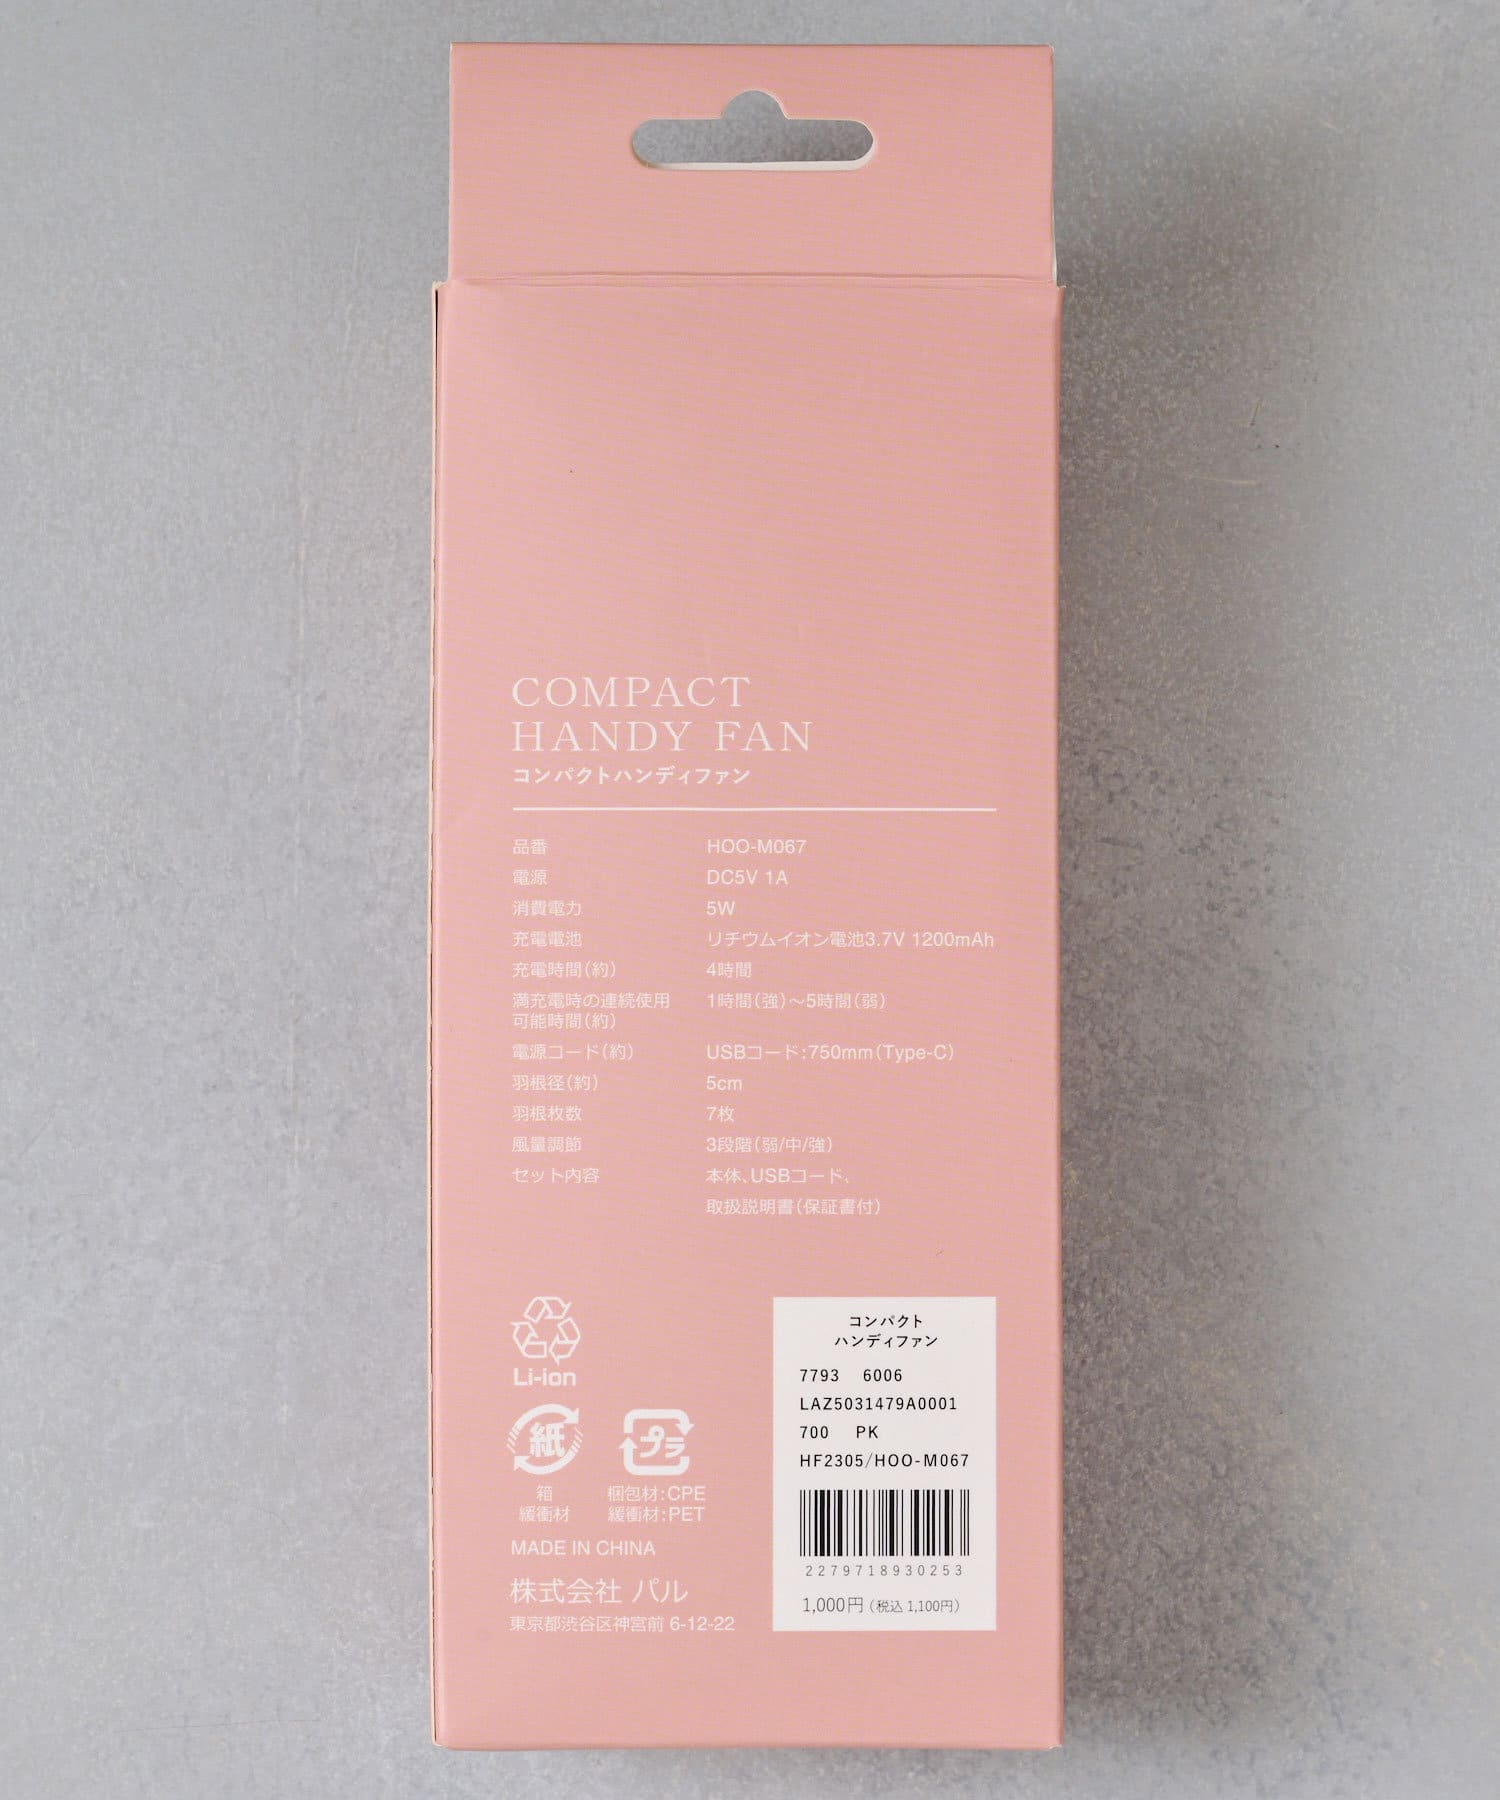 COMPACT
HANDY FAN
コンパクトハンディファン
品番 HOO-M067
電源 DC5V 1A
消費電力 5W
充電電池 リチウムイオン電池3.7V 1200mAh
充電時間(約) 4時間
満充電時の連続使用 1時間(強)〜5時間(弱)
可能時間(約)
電源コード(約) USBコード:750mm(Type-C)
羽根径(約) 5cm
羽根枚数 7枚
風量調節 3段階(弱/中/強)
セット内容 本体、USBコード、
取扱説明書(保証書付)
Li-ion
紙
プラ
箱
緩衝材
梱包材:CPE
緩衝材:PET
MADE IN CHINA
株式会社 パル
東京都渋谷区神宮前 6-12-22
コンパクト
ハンディファン
7793 6006
LAZ5031479A0001
700 PK
HF2305/HOO-M067
2279718930253
1,000円(税込 1,100円)